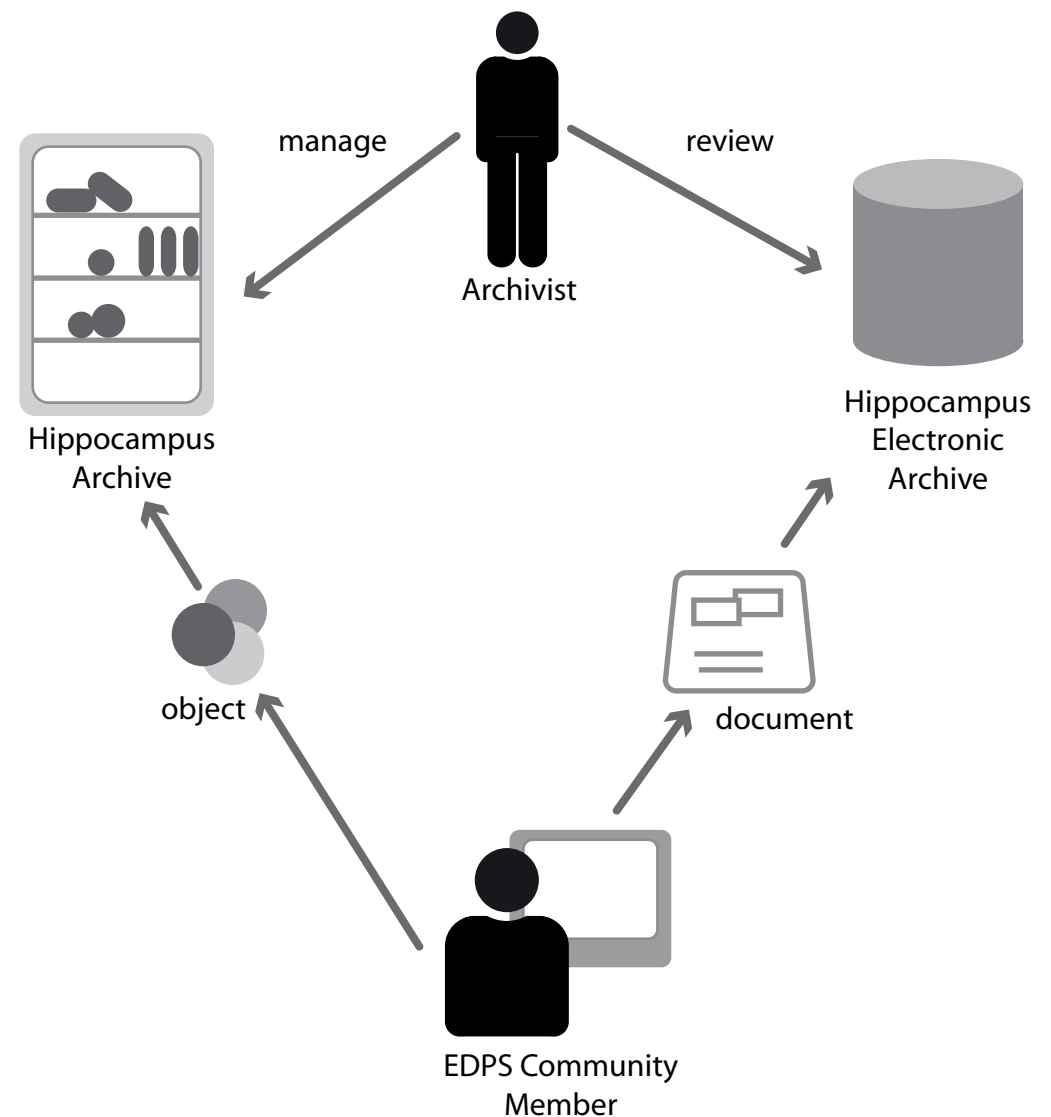 manage
review
Archivist
Hippocampus
Archive
Hippocampus
Electronic
Archive
object
document
EDPS Community
Member